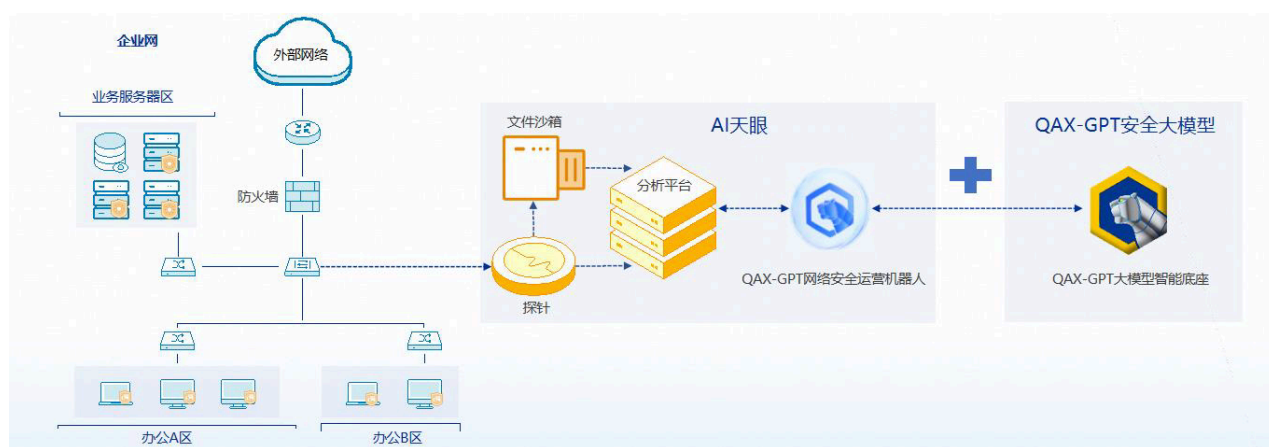 企业网
外部网络
业务服务器区
防火墙
文件沙箱
AI天眼
分析平台
探针
QAX-GPT网络安全运营机器人
QAX-GPT安全大模型
QAX-GPT大模型智能底座
办公A区
办公B区